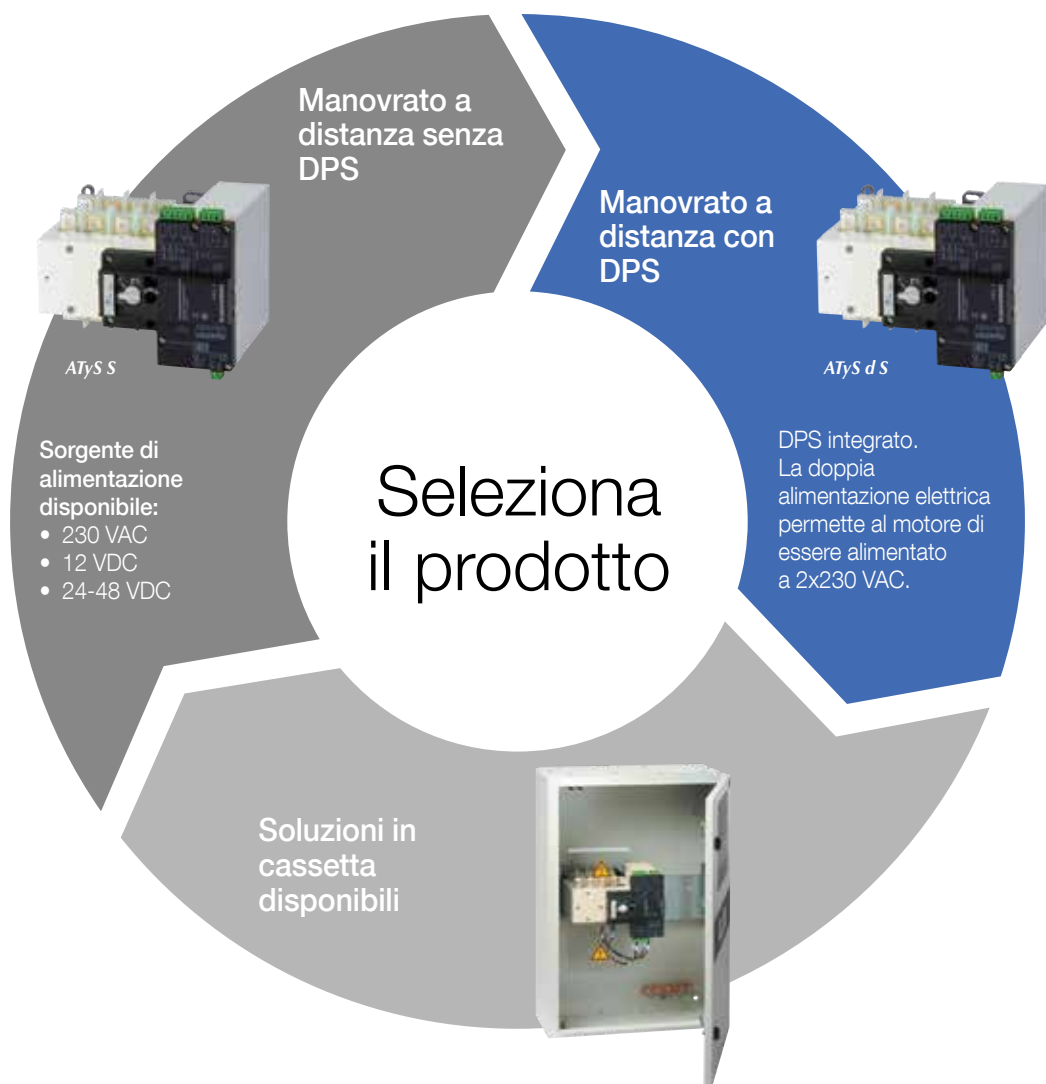 Manovrato a
distanza senza
DPS
ATyS S
Sorgente di
alimentazione
disponibile:
• 230 VAC
• 12 VDC
• 24-48 VDC
Manovrato a
distanza con
DPS
ATyS d S
DPS integrato.
La doppia
alimentazione elettrica
permette al motore di
essere alimentato
a 2x230 VAC.
Seleziona
il prodotto
Soluzioni in
cassetta
disponibili